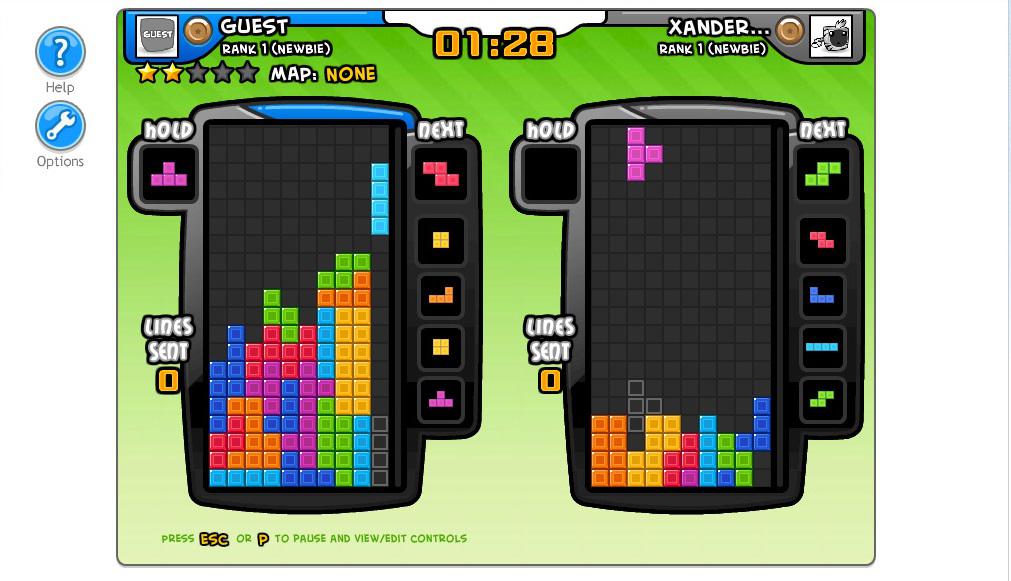 Help
Options
GUEST
GUEST
RANK 1 (NEWBIE)
MAP: NONE
01:28
XANDER...
RANK 1 (NEWBIE)
HOLD
NEXT
LINES
SENT
0
HOLD
NEXT
LINES
SENT
0
PRESS ESC OR P TO PAUSE AND VIEW/EDIT CONTROLS